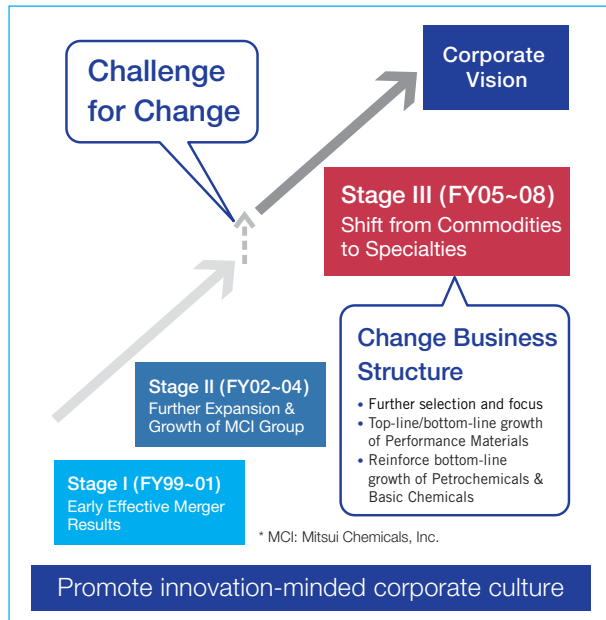 Challenge
for Change
Corporate
Vision
Stage III (FY05~08)
Shift from Commodities
to Specialties
Change Business
Structure
• Further selection and focus
• Top-line/bottom-line growth
of Performance Materials
• Reinforce bottom-line
growth of Petrochemicals &
Basic Chemicals
Stage II (FY02~04)
Further Expansion &
Growth of MCI Group
Stage I (FY99~01)
Early Effective Merger
Results
* MCI: Mitsui Chemicals, Inc.
Promote innovation-minded corporate culture